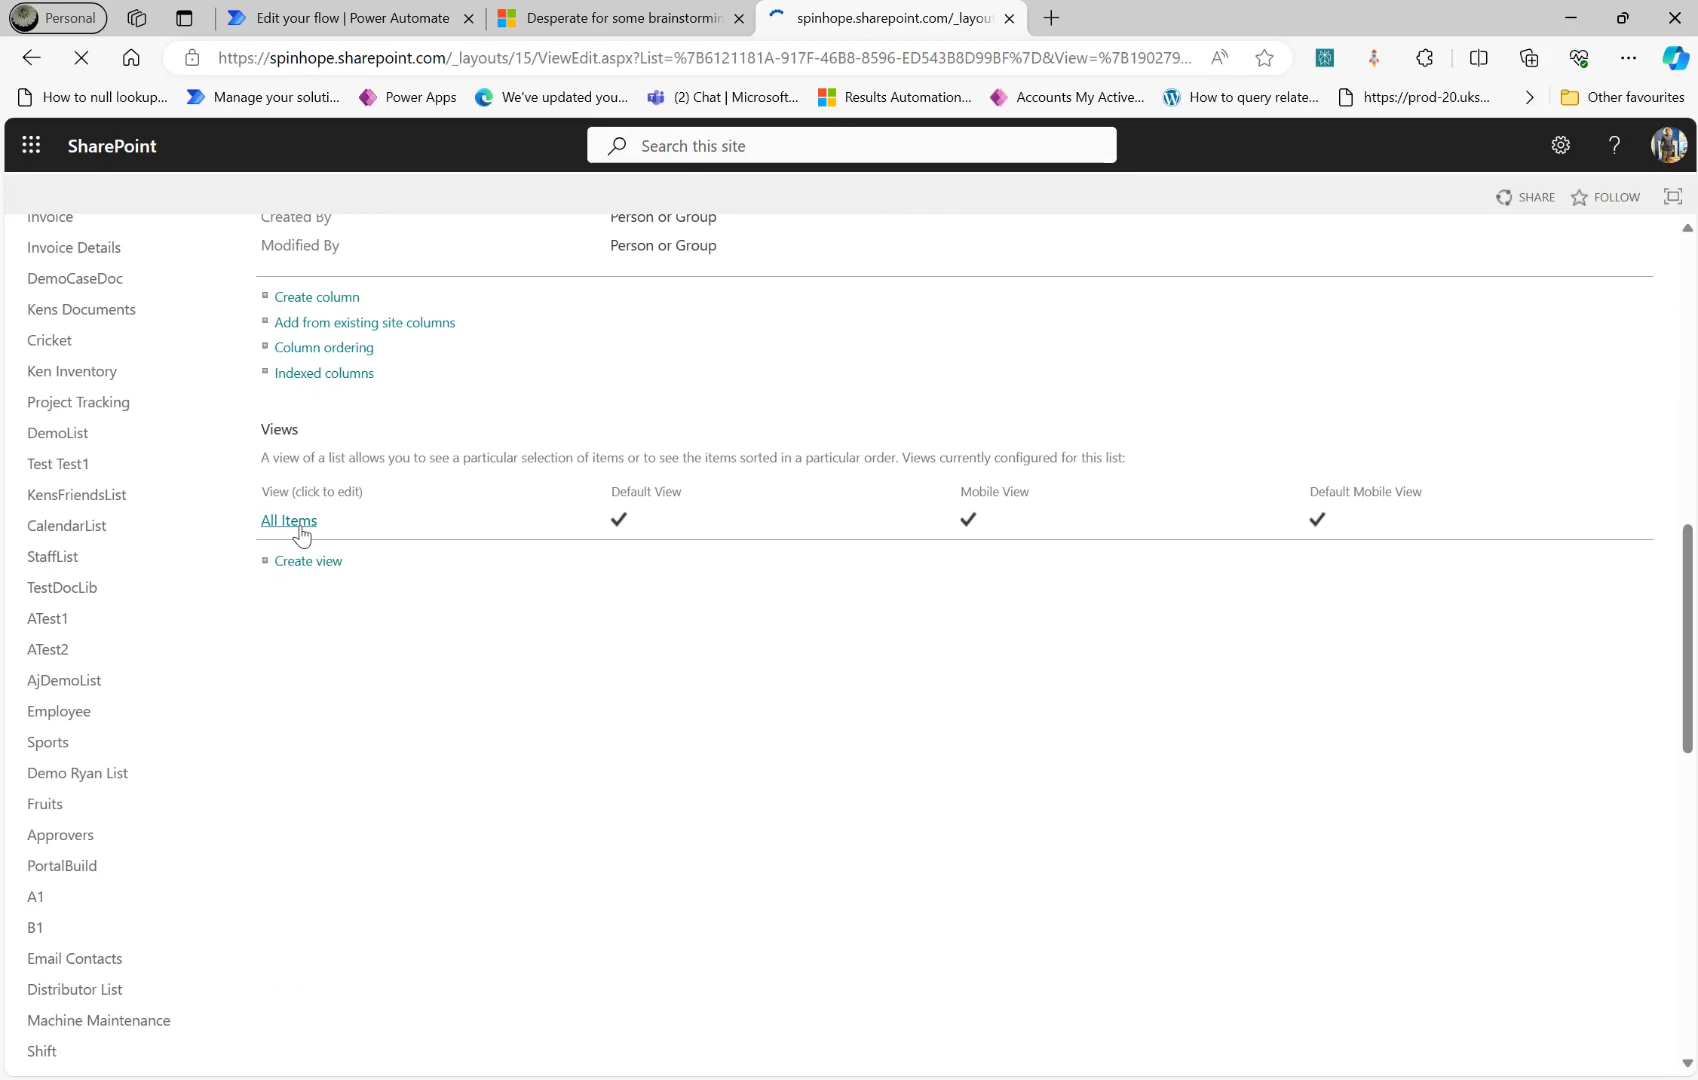 Personal
Edit your flow | Power Automate
Desperate for some brainstormin
spinhope.sharepoint.com/_layou
https://spinhope.sharepoint.com/_layouts/15/ViewEdit.aspx?List=%7B6121181A-917F-46B8-8596-ED543B8D99BF%7D&View=%7B190279...
How to null lookup...
Manage your soluti...
Power Apps
We've updated you...
(2) Chat | Microsoft...
Results Automation...
Accounts My Active...
How to query relate...
https://prod-20.uks...
Other favourites
SharePoint
Search this site
SHARE
FOLLOW
Invoice
Invoice Details
DemoCaseDoc
Kens Documents
Cricket
Ken Inventory
Project Tracking
DemoList
Test Test1
KensFriendsList
CalendarList
StaffList
TestDocLib
ATest1
ATest2
AjDemoList
Employee
Sports
Demo Ryan List
Fruits
Approvers
PortalBuild
A1
B1
Email Contacts
Distributor List
Machine Maintenance
Shift
Created By Person or Group
Modified By Person or Group
Create column
Add from existing site columns
Column ordering
Indexed columns
Views
A view of a list allows you to see a particular selection of items or to see the items sorted in a particular order. Views currently configured for this list:
View (click to edit) Default View Mobile View Default Mobile View
All Items
Create view